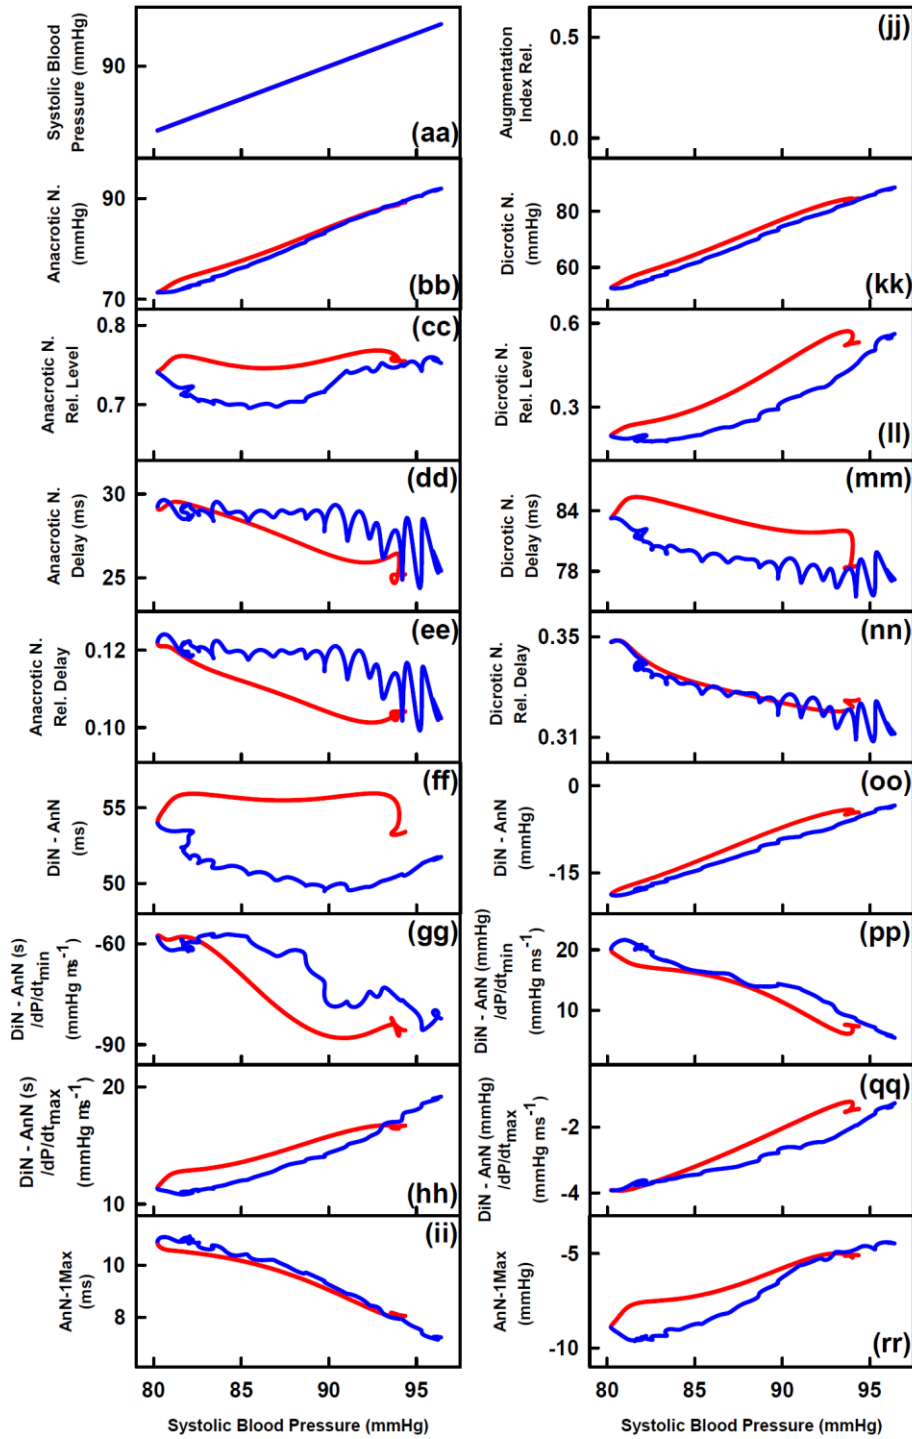 Systolic Blood
Pressure (mmHg)
90
(aa)
Anacrotic N.
(mmHg)
90
70
(bb)
Anacrotic N.
Rel. Level
0.8
0.7
(cc)
Anacrotic N.
Delay (ms)
30
25
(dd)
Anacrotic N.
Rel. Delay
0.12
0.10
(ee)
DiN - AnN
(ms)
55
50
(ff)
DiN - AnN (s)
/dP/dtmin
(mmHg ms-1)
-60
-90
(gg)
DiN - AnN (s)
/dP/dtmax
(mmHg ms-1)
20
10
(hh)
AnN-1Max
(ms)
10
8
(ii)
80 85 90 95
Systolic Blood Pressure (mmHg)
Augmentation
Index Rel.
0.5
0.0
(jj)
Dicrotic N.
(mmHg)
80
60
(kk)
Dicrotic N.
Rel. Level
0.6
0.3
(ll)
Dicrotic N.
Delay (ms)
84
78
(mm)
Dicrotic N.
Rel. Delay
0.35
0.31
(nn)
DiN - AnN
(mmHg)
0
-15
(oo)
DiN - AnN (mmHg)
/dP/dtmin
(mmHg ms-1)
20
10
(pp)
DiN - AnN (mmHg)
/dP/dtmax
(mmHg ms-1)
-2
-4
(qq)
AnN-1Max
(mmHg)
-5
-10
(rr)
80 85 90 95
Systolic Blood Pressure (mmHg)